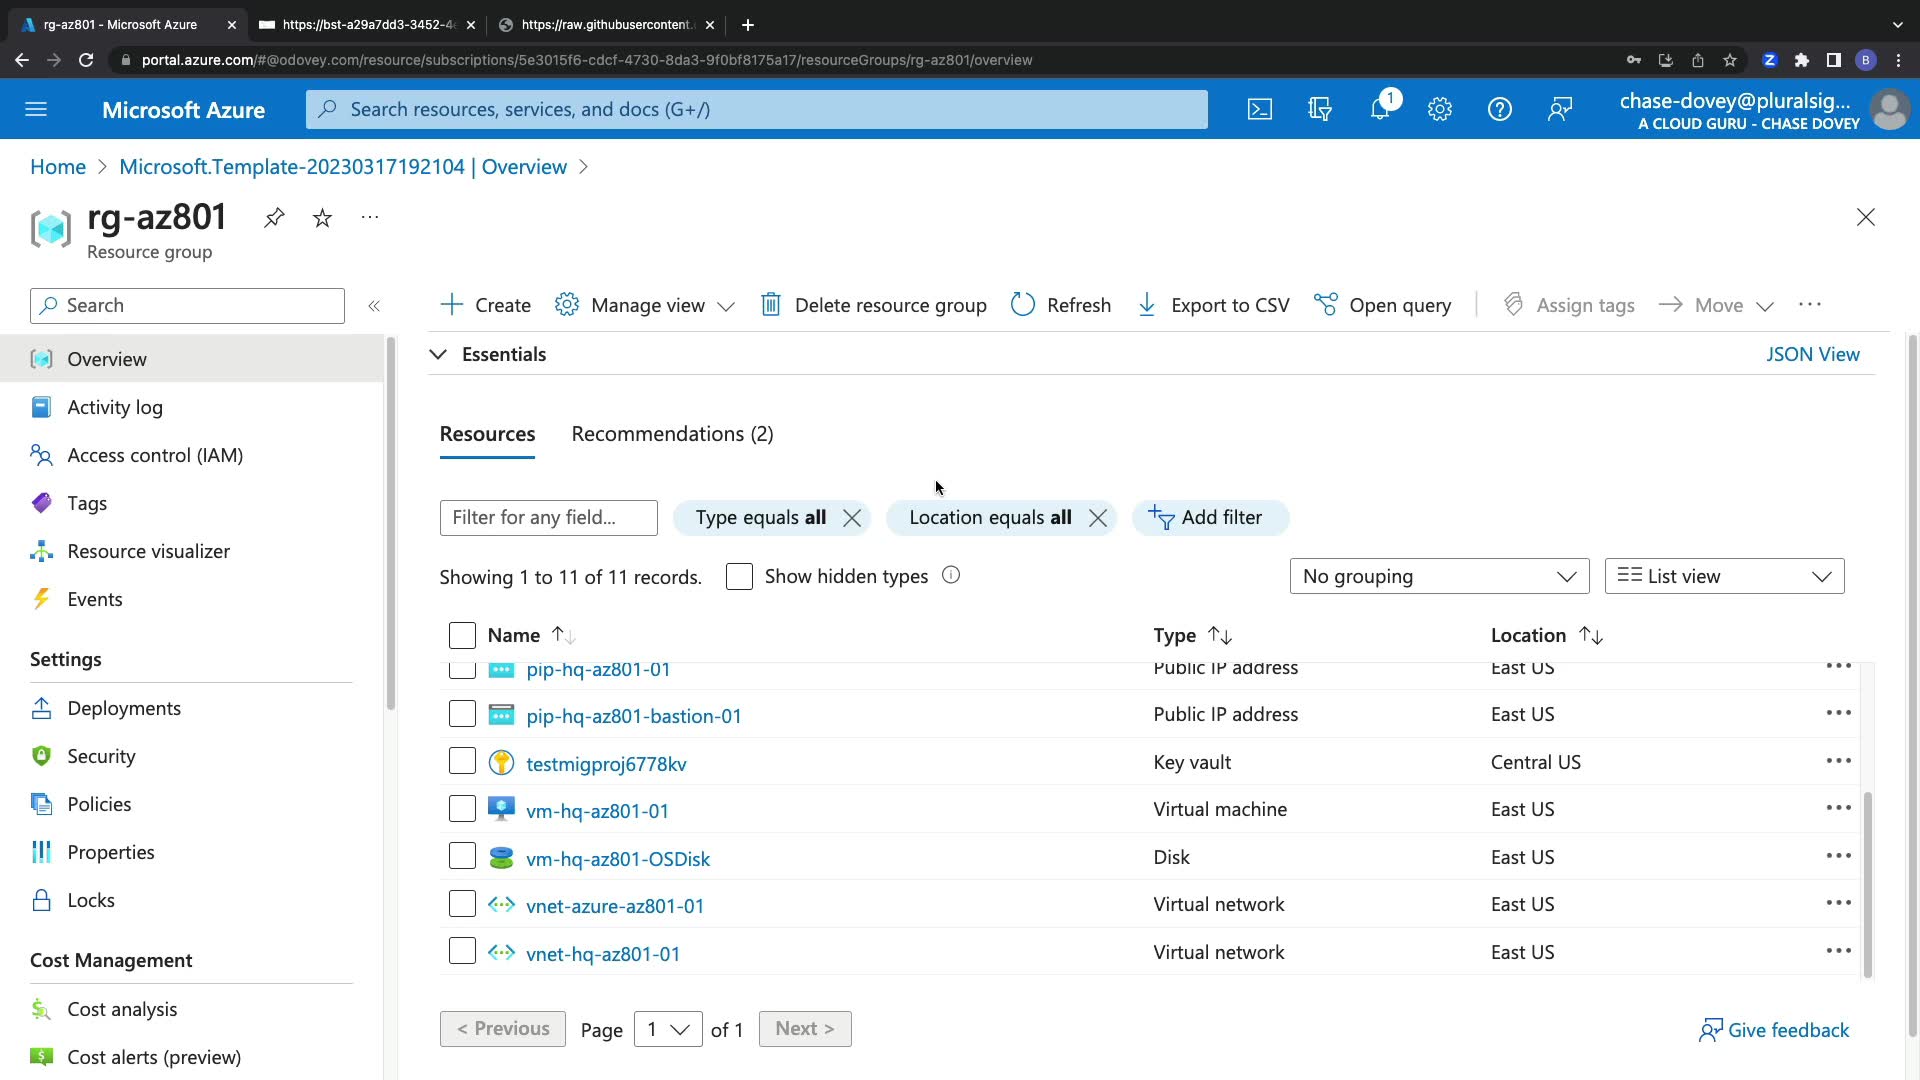 rg-az801 - Microsoft Azure
https://bst-a29a7dd3-3452-4
https://raw.githubusercontent.
portal.azure.com/#@odovey.com/resource/subscriptions/5e3015f6-cdcf-4730-8da3-9f0bf8175a17/resourceGroups/rg-az801/overview
Z
B
Microsoft Azure
Search resources, services, and docs (G+/)
1
chase-dovey@pluralsig...
A CLOUD GURU - CHASE DOVEY
Home > Microsoft.Template-20230317192104 | Overview >
rg-az801
Resource group
Search
Create
Manage view
Delete resource group
Refresh
Export to CSV
Open query
Assign tags
Move
Overview
Activity log
Access control (IAM)
Tags
Resource visualizer
Events
Settings
Deployments
Security
Policies
Properties
Locks
Cost Management
Cost analysis
Cost alerts (preview)
Essentials
JSON View
Resources
Recommendations (2)
Filter for any field...
Type equals all
Location equals all
Add filter
Showing 1 to 11 of 11 records.
Show hidden types
No grouping
List view
Name Type Location
pip-hq-az801-01 Public IP address East US
pip-hq-az801-bastion-01 Public IP address East US
testmigproj6778kv Key vault Central US
vm-hq-az801-01 Virtual machine East US
vm-hq-az801-OSDisk Disk East US
vnet-azure-az801-01 Virtual network East US
vnet-hq-az801-01 Virtual network East US
< Previous Page 1 of 1 Next >
Give feedback